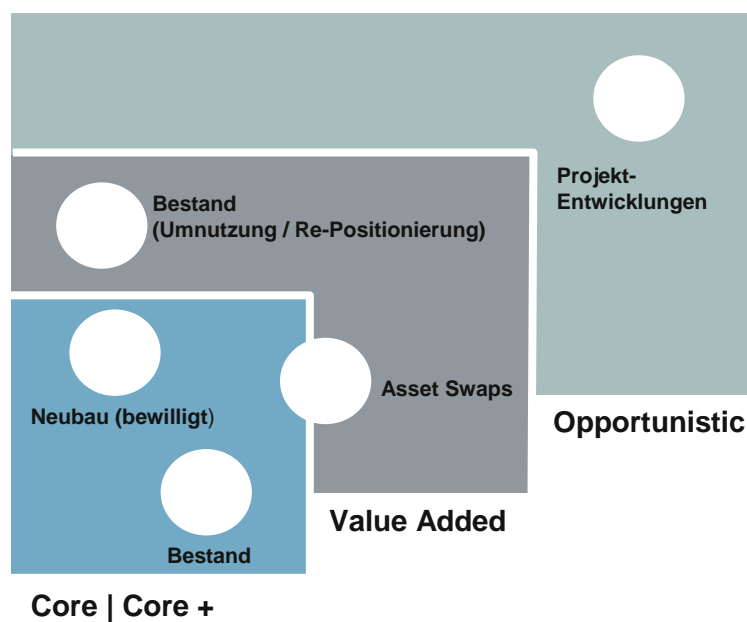 Projekt-
Entwicklungen
Bestand
(Umnutzung / Re-Positionierung)
Asset Swaps
Neubau (bewilligt)
Opportunistic
Value Added
Bestand
Core | Core +